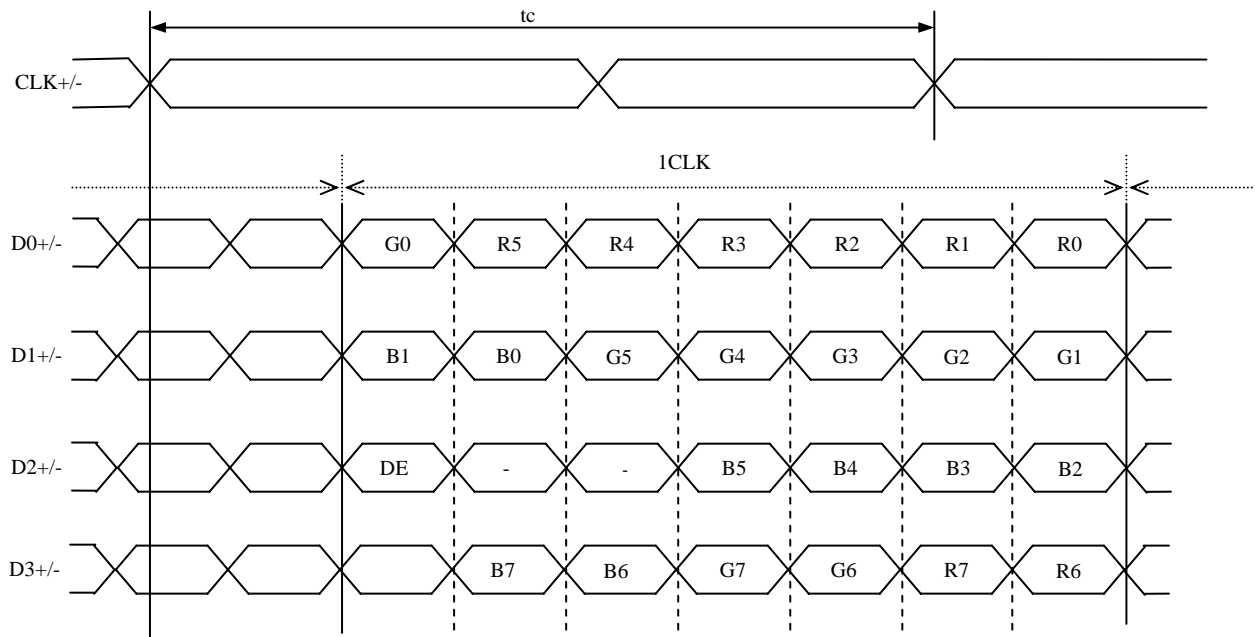 tc
CLK+/-
1CLK
D0+/- G0 R5 R4 R3 R2 R1 R0
D1+/- B1 B0 G5 G4 G3 G2 G1
D2+/- DE - - B5 B4 B3 B2
D3+/- B7 B6 G7 G6 R7 R6